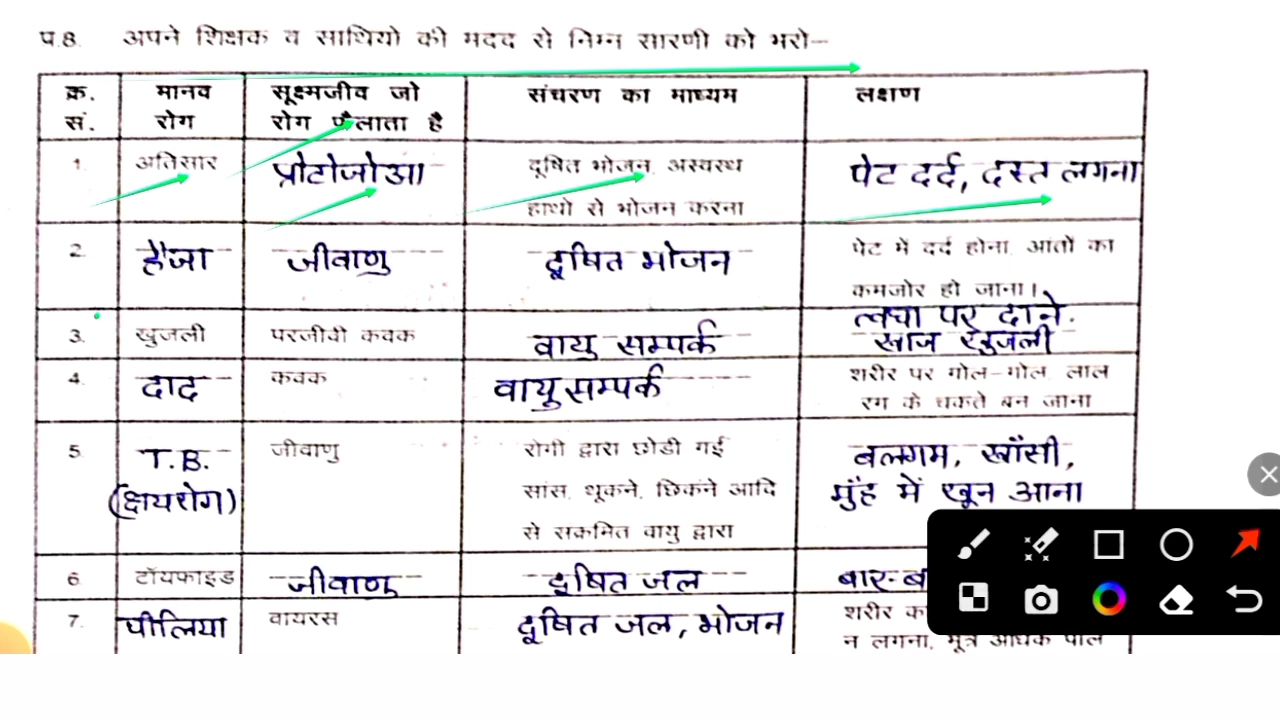 प.8. अपने शिक्षक व साथियो की मदद से निम्न सारणी को भरो–
क्र. सं. मानव रोग सूक्ष्मजीव जो रोग फैलाता है संचरण का माध्यम लक्षण
1. अतिसार प्रोटोजोआ दूषित भोजन, अस्वस्थ हाथो से भोजन करना पेट दर्द, दस्त लगना
2. हैजा जीवाणु दूषित भोजन पेट में दर्द होना, आंतों का कमजोर हो जाना।
3. खुजली परजीवी कवक वायु सम्पर्क त्वचा पर दाने. खाज खुजली
4. दाद कवक वायु सम्पर्क शरीर पर गोल–गोल, लाल रग के चकते बन जाना
5. T.B. (क्षयरोग) जीवाणु रोगी द्वारा छोडी गई सांस, थूकने, छिकने आदि से सक्रमित वायु द्वारा बलगम, खाँसी, मुँह में खून आना
6. टॉयफाइड जीवाणु दूषित जल बार-
7. पीलिया वायरस दूषित जल, भोजन शरीर न लगना, मूत्र